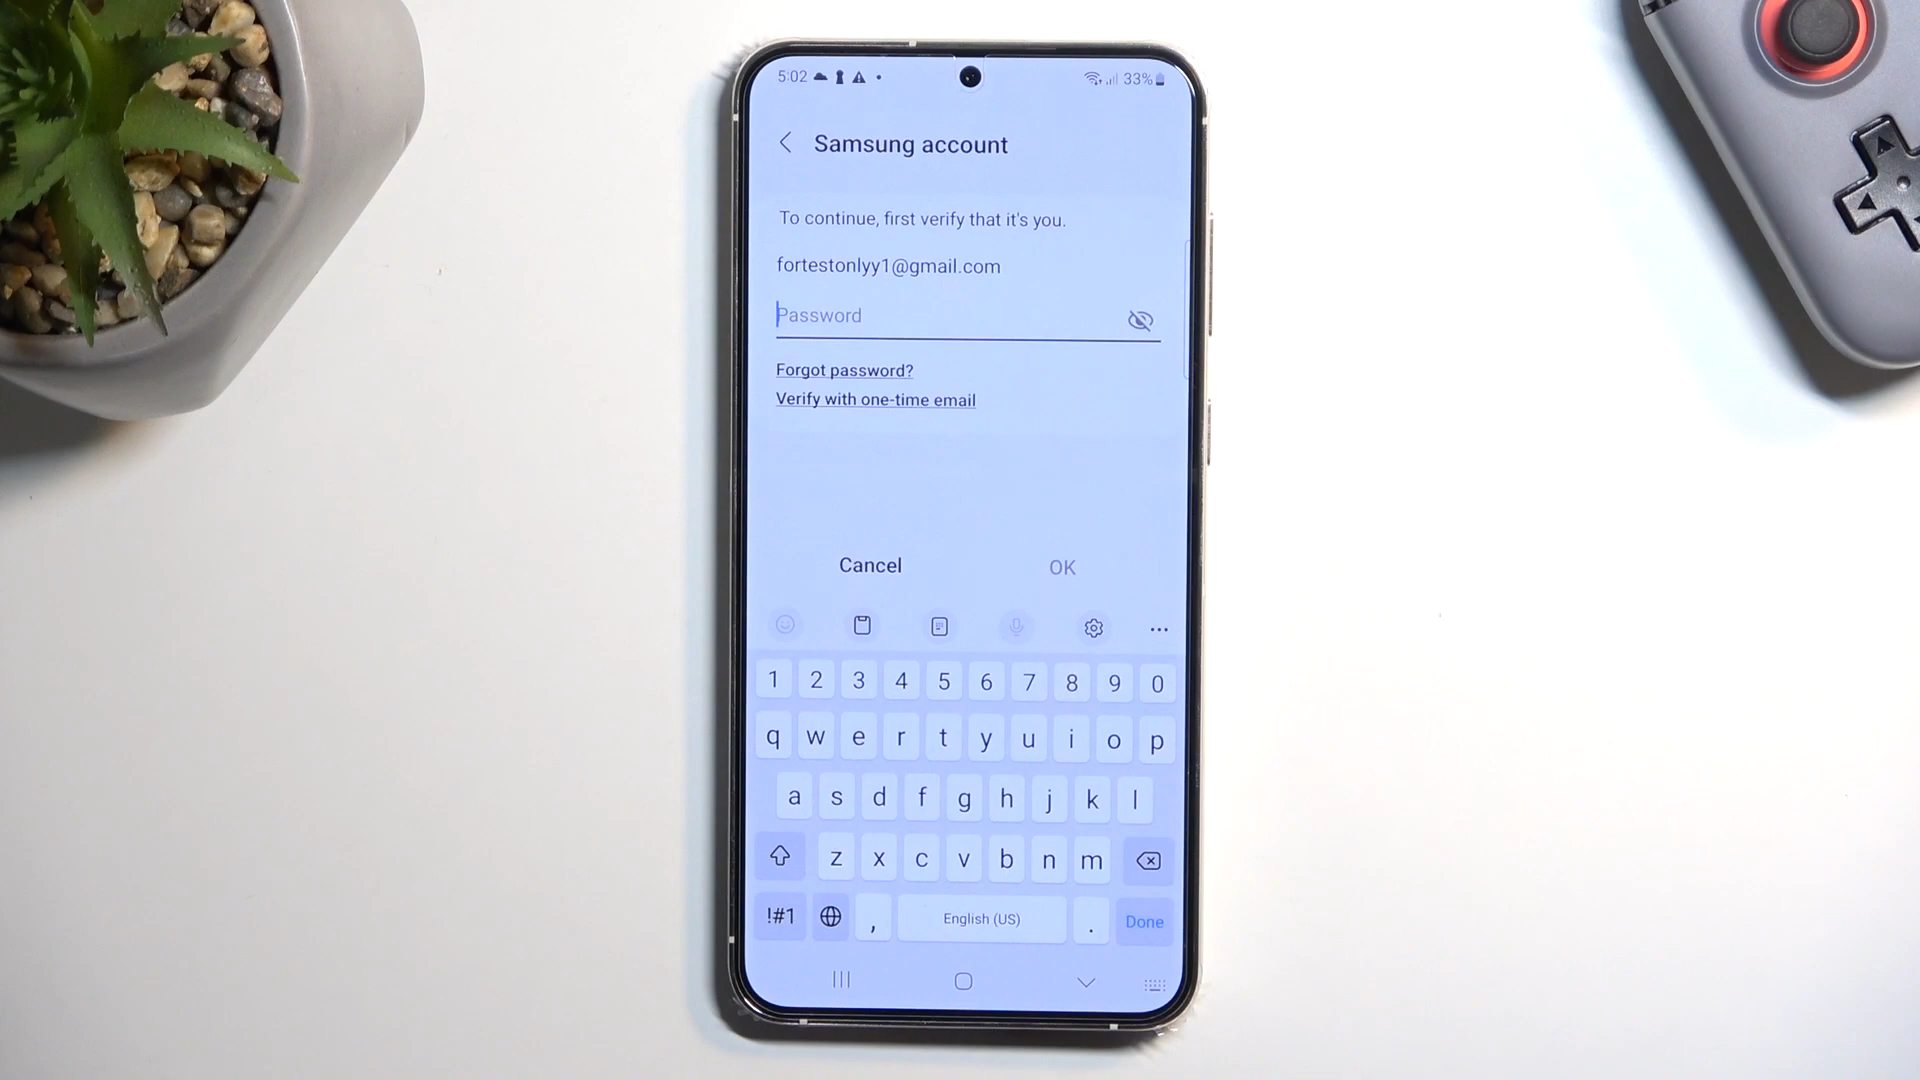 5:02 33%
Samsung account
To continue, first verify that it's you.
fortestonlyy1@gmail.com
Password
Forgot password?
Verify with one-time email
Cancel OK
1 2 3 4 5 6 7 8 9 0
q w e r t y u i o p
a s d f g h j k l
z x c v b n m
!#1 , English (US) . Done